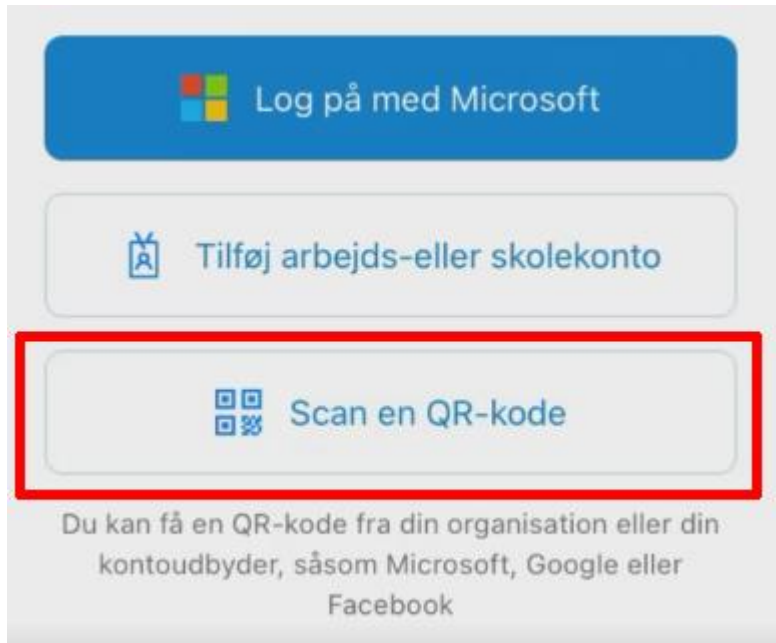 Log på med Microsoft
Tilføj arbejds-eller skolekonto
Scan en QR-kode
Du kan få en QR-kode fra din organisation eller din
kontoudbyder, såsom Microsoft, Google eller
Facebook